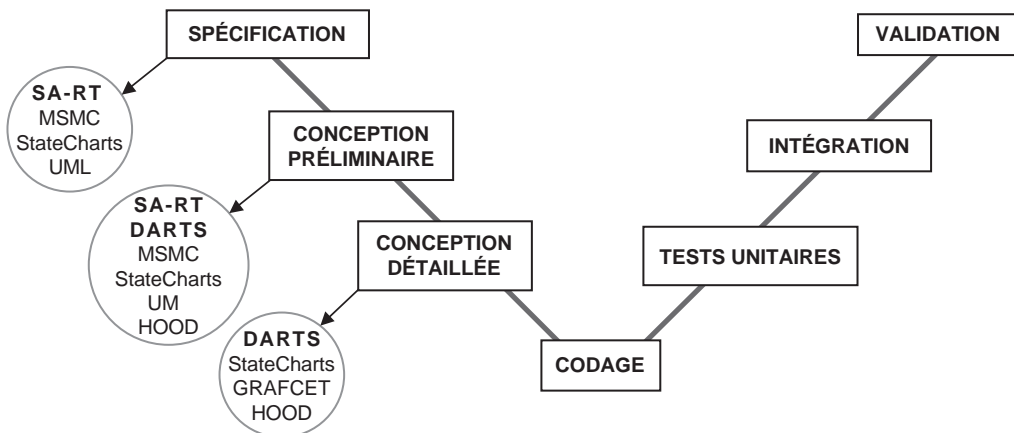 SPÉCIFICATION
VALIDATION
SA-RT
MSMC
StateCharts
UML
CONCEPTION
PRÉLIMINAIRE
INTÉGRATION
SA-RT
DARTS
MSMC
StateCharts
UM
HOOD
CONCEPTION
DÉTAILLÉE
TESTS UNITAIRES
DARTS
StateCharts
GRAFCET
HOOD
CODAGE